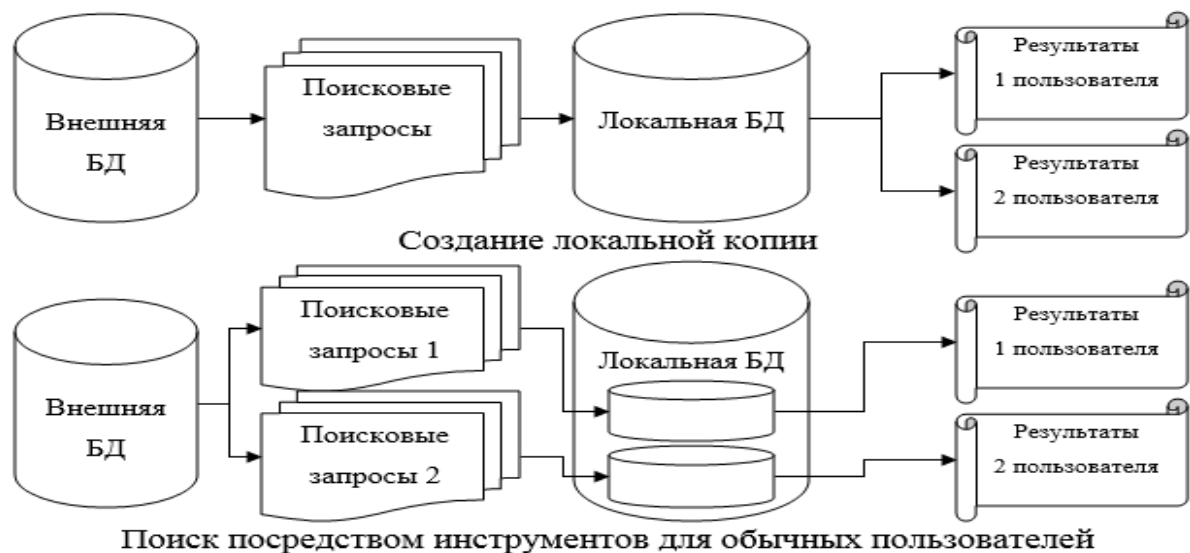 Внешняя
БД
Поисковые
запросы
Локальная БД
Результаты
1 пользователя
Результаты
2 пользователя
Создание локальной копии
Внешняя
БД
Поисковые
запросы 1
Поисковые
запросы 2
Локальная БД
Результаты
1 пользователя
Результаты
2 пользователя
Поиск посредством инструментов для обычных пользователей